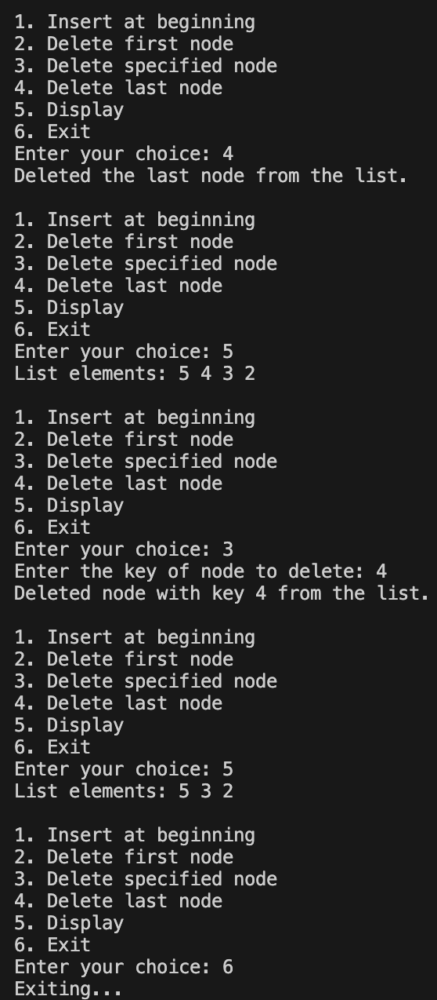 1. Insert at beginning
2. Delete first node
3. Delete specified node
4. Delete last node
5. Display
6. Exit
Enter your choice: 4
Deleted the last node from the list.

1. Insert at beginning
2. Delete first node
3. Delete specified node
4. Delete last node
5. Display
6. Exit
Enter your choice: 5
List elements: 5 4 3 2

1. Insert at beginning
2. Delete first node
3. Delete specified node
4. Delete last node
5. Display
6. Exit
Enter your choice: 3
Enter the key of node to delete: 4
Deleted node with key 4 from the list.

1. Insert at beginning
2. Delete first node
3. Delete specified node
4. Delete last node
5. Display
6. Exit
Enter your choice: 5
List elements: 5 3 2

1. Insert at beginning
2. Delete first node
3. Delete specified node
4. Delete last node
5. Display
6. Exit
Enter your choice: 6
Exiting...